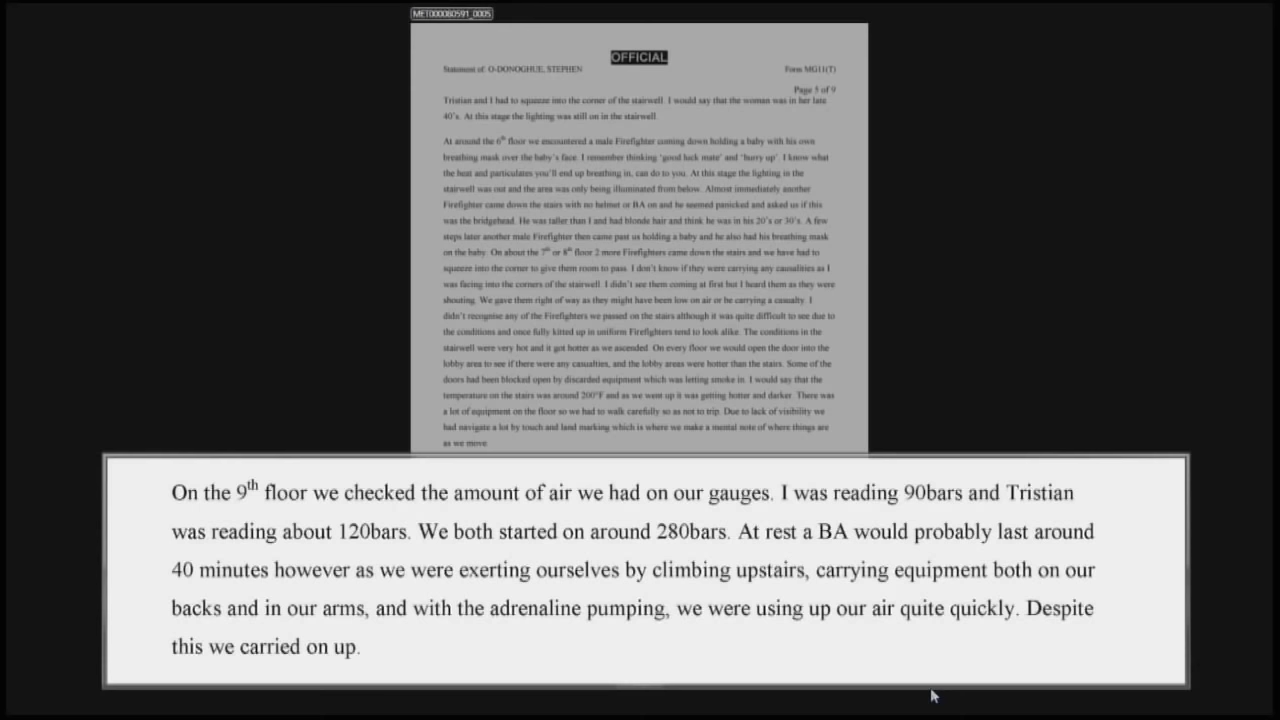 MET000080591_0005
OFFICIAL
Statement of: O-DONOGHUE, STEPHEN Form MG11(T)
Page 5 of 9
Tristian and I had to squeeze into the corner of the stairwell. I would say that the woman was in her late
40's. At this stage the lighting was still on in the stairwell.
At around the 6th floor we encountered a male Firefighter coming down holding a baby with his own
breathing mask over the baby's face. I remember thinking 'good luck mate' and 'hurry up'. I know what
the heat and particulates you'll end up breathing in, can do to you. At this stage the lighting in the
stairwell was out and the area was only being illuminated from below. Almost immediately another
Firefighter came down the stairs with no helmet or BA on and he seemed panicked and asked us if this
was the bridgehead. He was taller than I and had blonde hair and think he was in his 20's or 30's. A few
steps later another male Firefighter then came past us holding a baby and he also had his breathing mask
on the baby. On about the 7th or 8th floor 2 more Firefighters came down the stairs and we have had to
squeeze into the corner to give them room to pass. I don't know if they were carrying any causalities as I
was facing into the corners of the stairwell. I didn't see them coming at first but I heard them as they were
shouting. We gave them right of way as they might have been low on air or be carrying a casualty. I
didn't recognise any of the Firefighters we passed on the stairs although it was quite difficult to see due to
the conditions and once fully kitted up in uniform Firefighters tend to look alike. The conditions in the
stairwell were very hot and it got hotter as we ascended. On every floor we would open the door into the
lobby area to see if there were any casualties, and the lobby areas were hotter than the stairs. Some of the
doors had been blocked open by discarded equipment which was letting smoke in. I would say that the
temperature on the stairs was around 200°F and as we went up it was getting hotter and darker. There was
a lot of equipment on the floor so we had to walk carefully so as not to trip. Due to lack of visibility we
had navigate a lot by touch and land marking which is where we make a mental note of where things are
as we move
On the 9th floor we checked the amount of air we had on our gauges. I was reading 90bars and Tristian
was reading about 120bars. We both started on around 280bars. At rest a BA would probably last around
40 minutes however as we were exerting ourselves by climbing upstairs, carrying equipment both on our
backs and in our arms, and with the adrenaline pumping, we were using up our air quite quickly. Despite
this we carried on up.